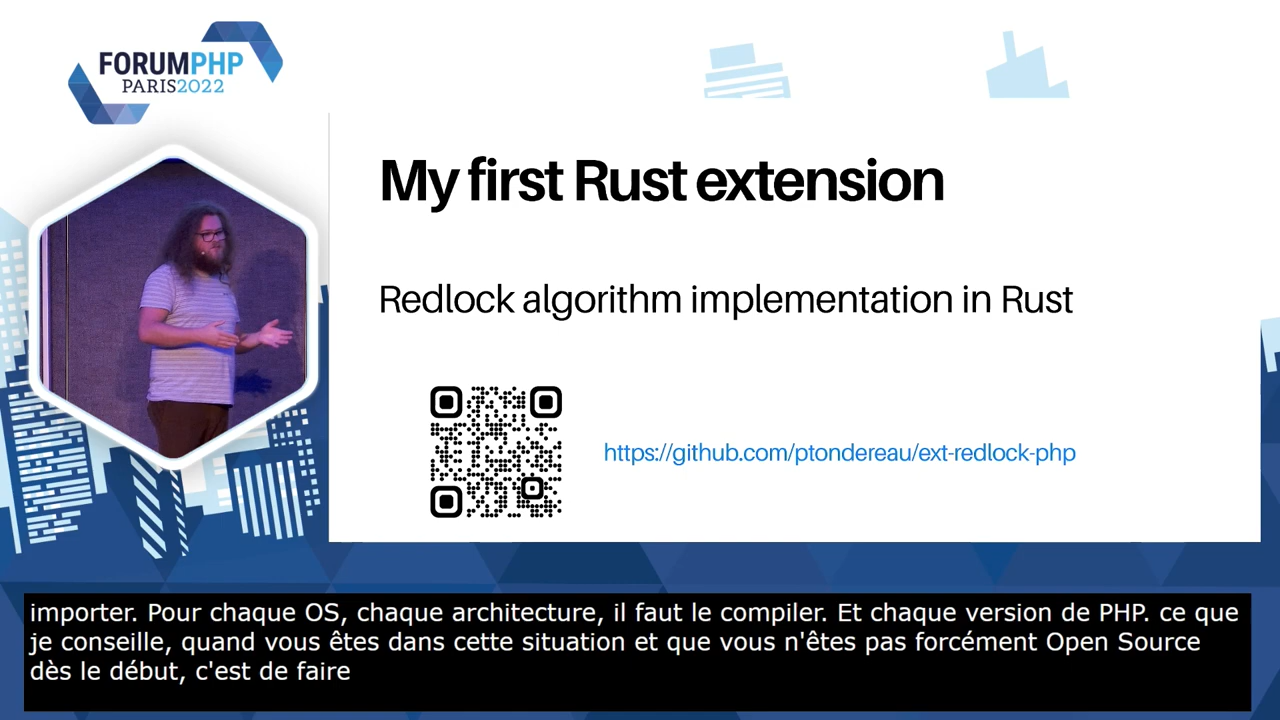 FORUMPHP
PARIS2022
My first Rust extension
Redlock algorithm implementation in Rust
https://github.com/ptondereau/ext-redlock-php
importer. Pour chaque OS, chaque architecture, il faut le compiler. Et chaque version de PHP. ce que
je conseille, quand vous êtes dans cette situation et que vous n'êtes pas forcément Open Source
dès le début, c'est de faire